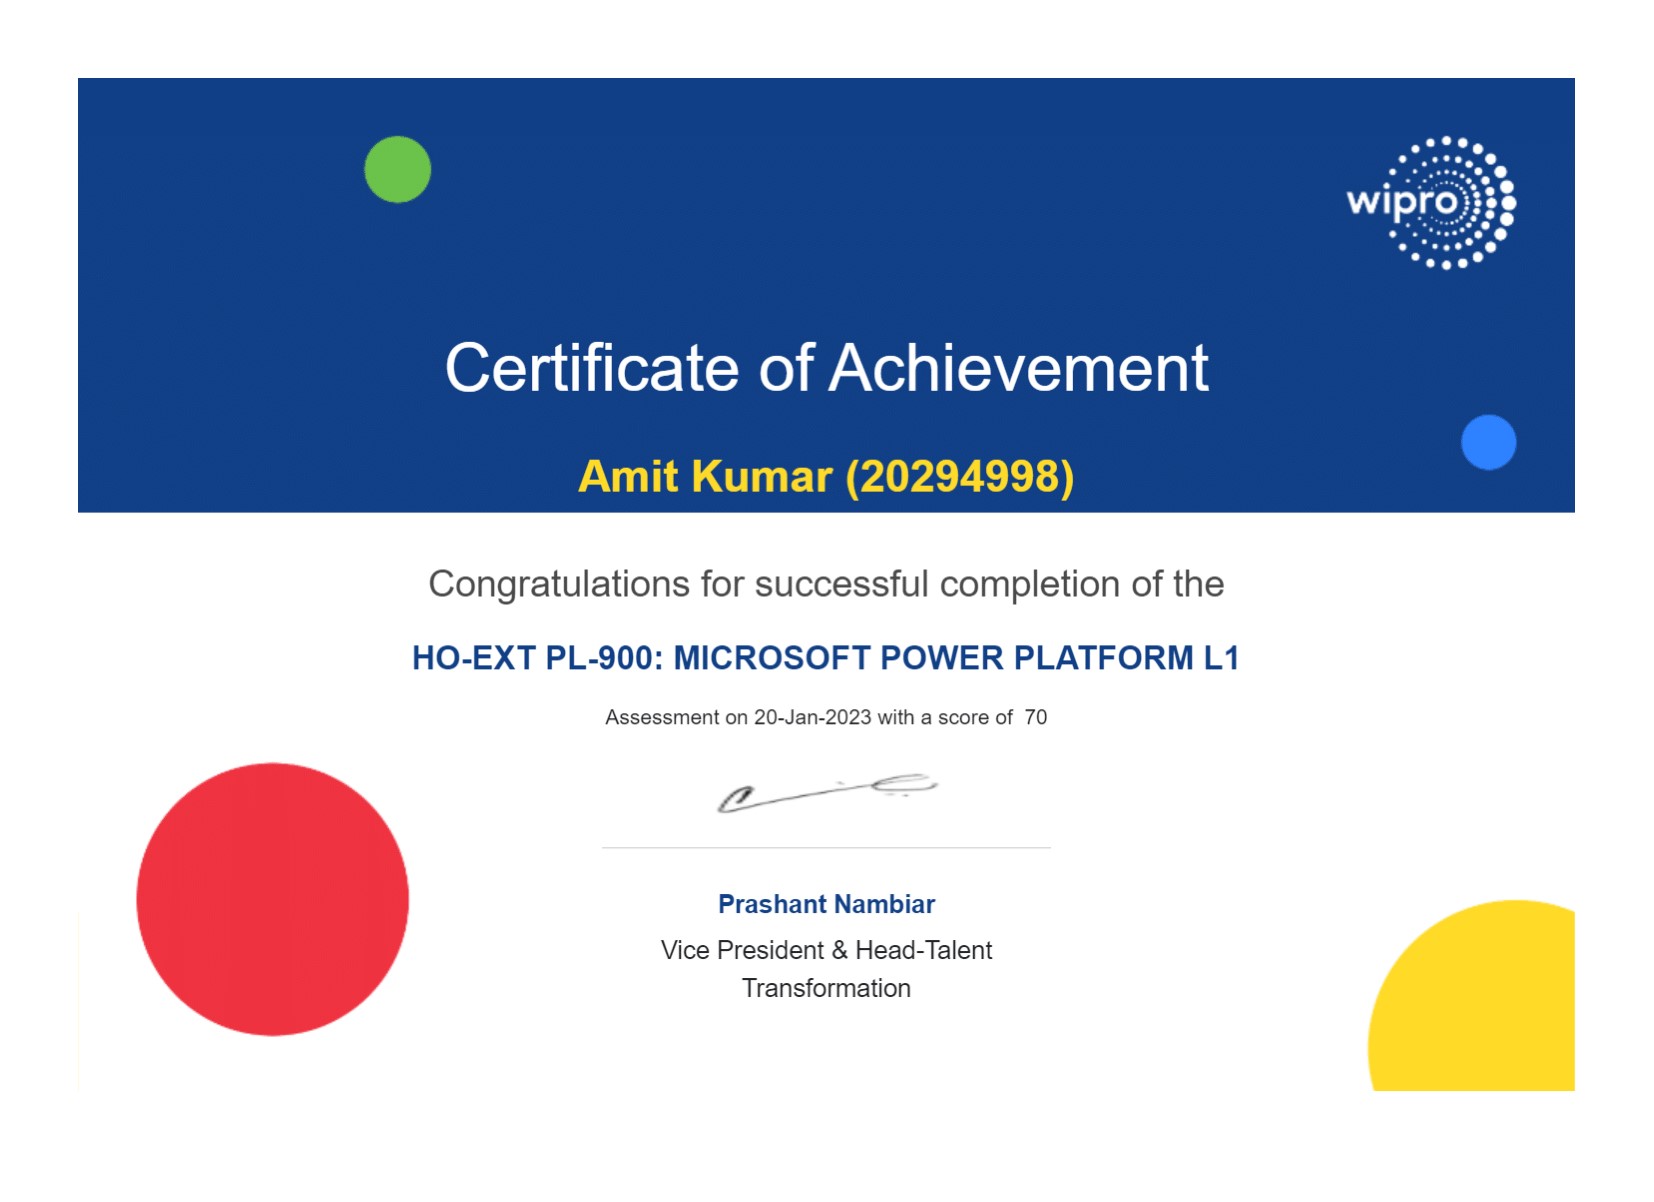 wipro
Certificate of Achievement
Amit Kumar (20294998)
Congratulations for successful completion of the
HO-EXT PL-900: MICROSOFT POWER PLATFORM L1
Assessment on 20-Jan-2023 with a score of  70
Prashant Nambiar
Vice President & Head-Talent
Transformation